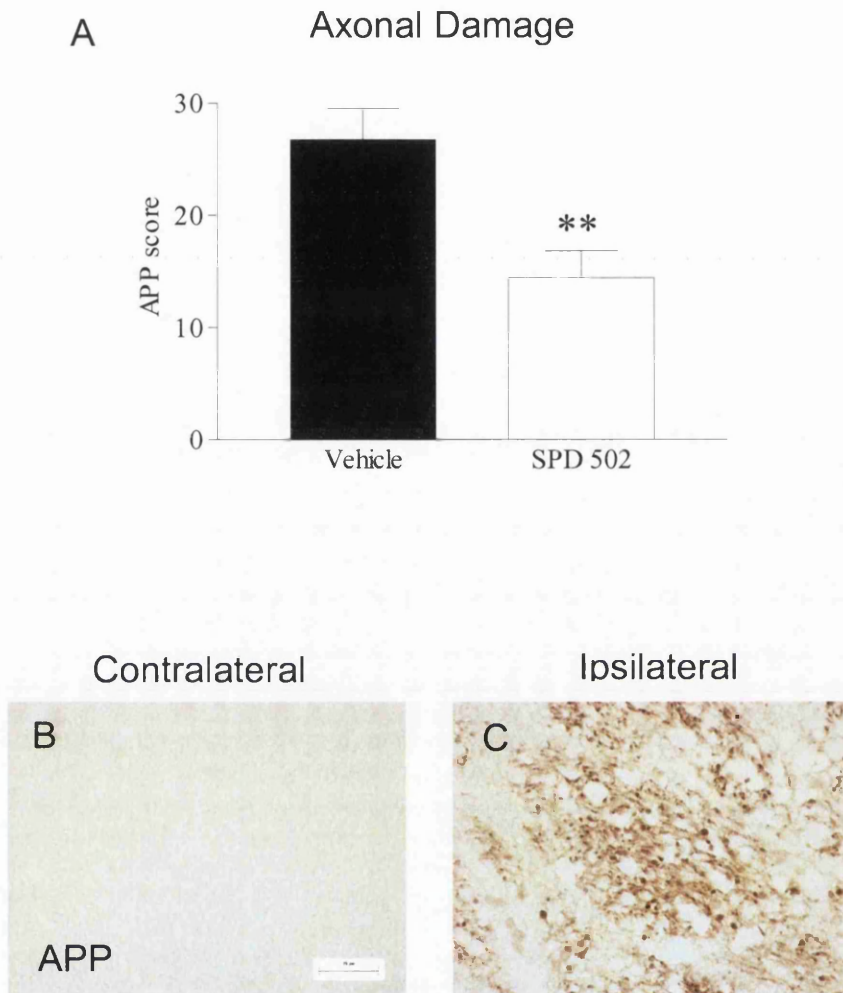 A
Axonal Damage
30
20
10
0
APP score
**
Vehicle
SPD 502
Contralateral
Ipsilateral
B
C
APP